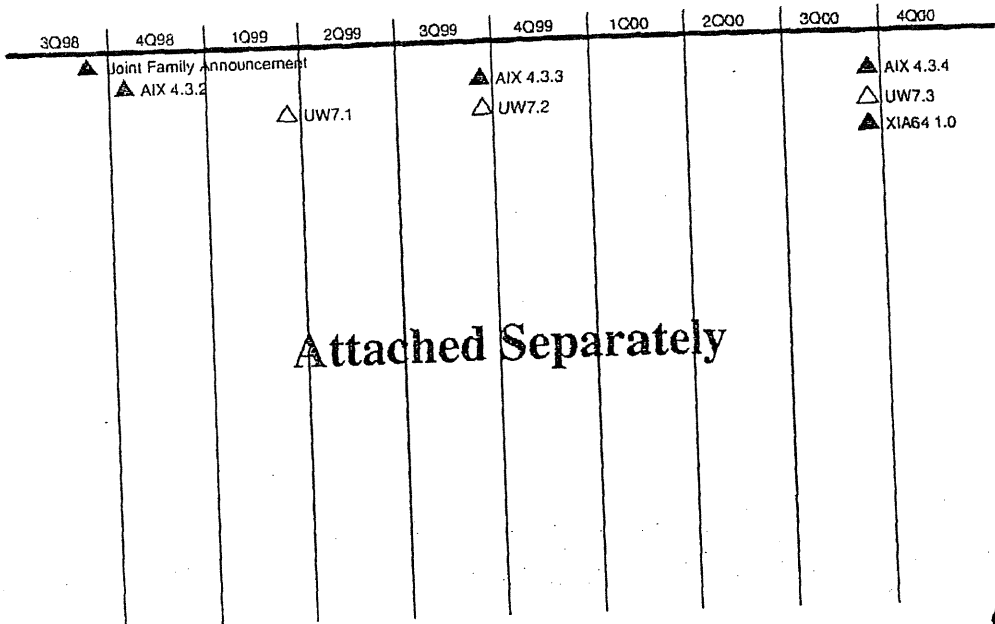 3Q98 4Q98 1Q99 2Q99 3Q99 4Q99 1Q00 2Q00 3Q00 4Q00
Joint Family Announcement
AIX 4.3.2
UW7.1
AIX 4.3.3
UW7.2
AIX 4.3.4
UW7.3
XIA64 1.0
Attached Separately